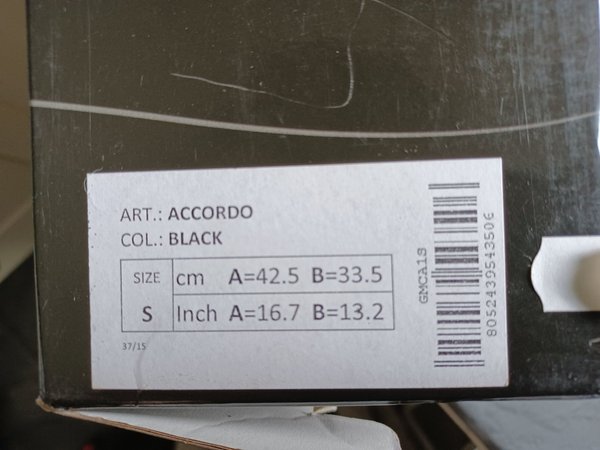 ART.: ACCORDO
COL.: BLACK
SIZE cm A=42.5 B=33.5
S Inch A=16.7 B=13.2
37/15
GMCA1S
8052439543506